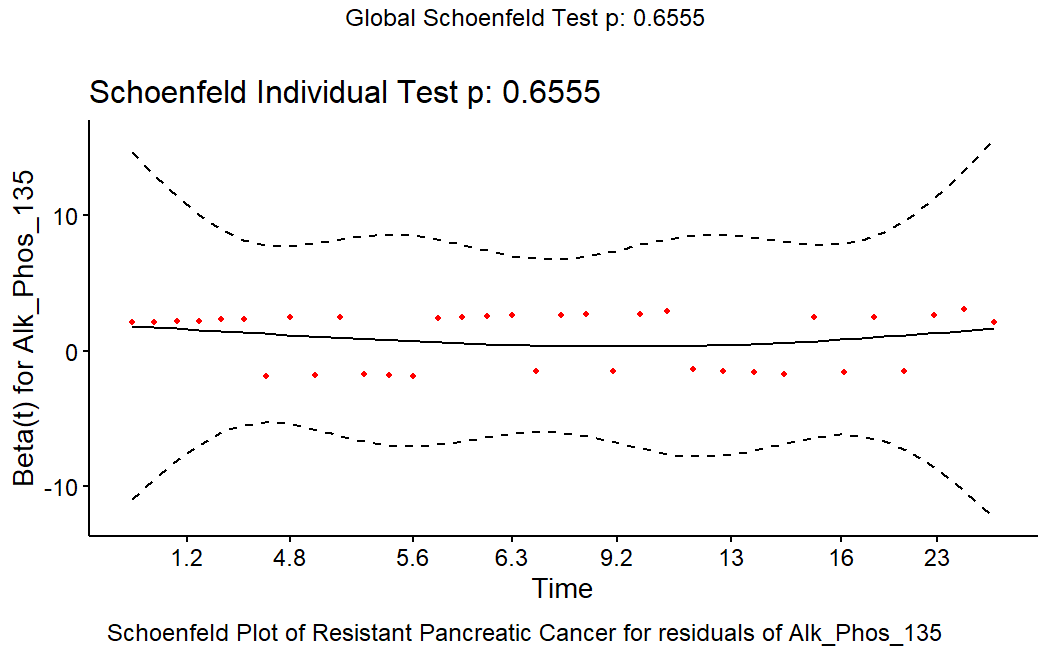 Global Schoenfeld Test p: 0.6555
Schoenfeld Individual Test p: 0.6555
Beta(t) for Alk_Phos_135
10
0
-10
1.2 4.8 5.6 6.3 9.2 13 16 23
Time
Schoenfeld Plot of Resistant Pancreatic Cancer for residuals of Alk_Phos_135